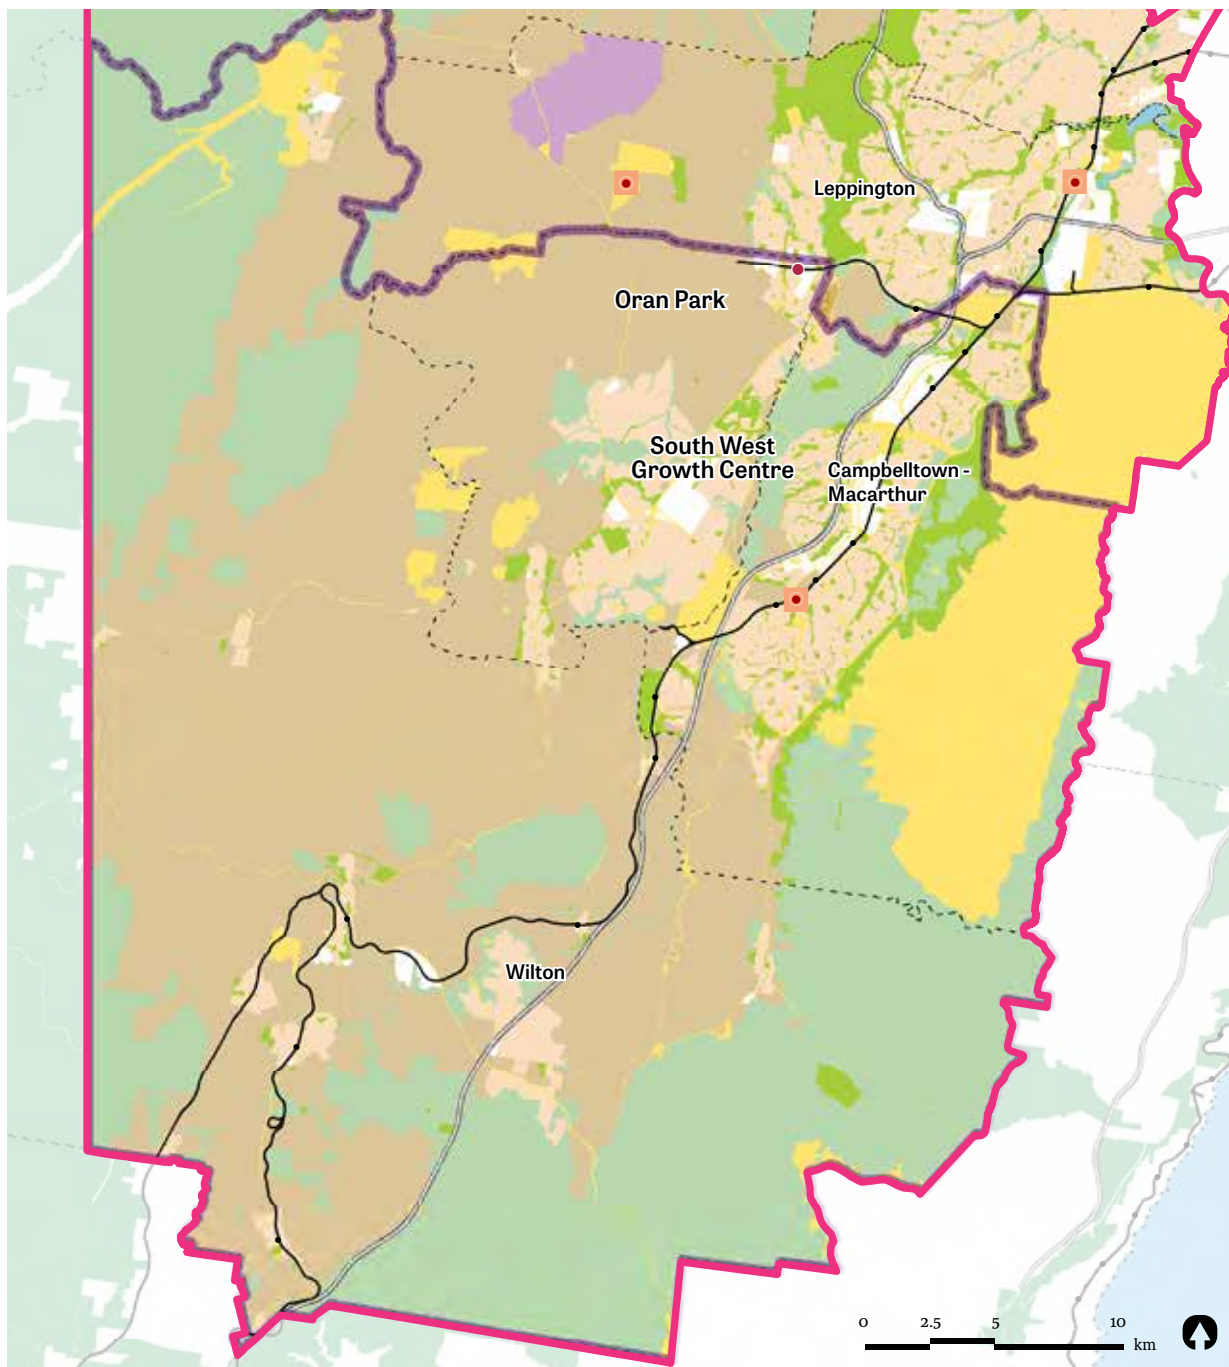 Leppington
Oran Park
South West
Growth Centre
Campbelltown -
Macarthur
Wilton
0 2.5 5 10
km